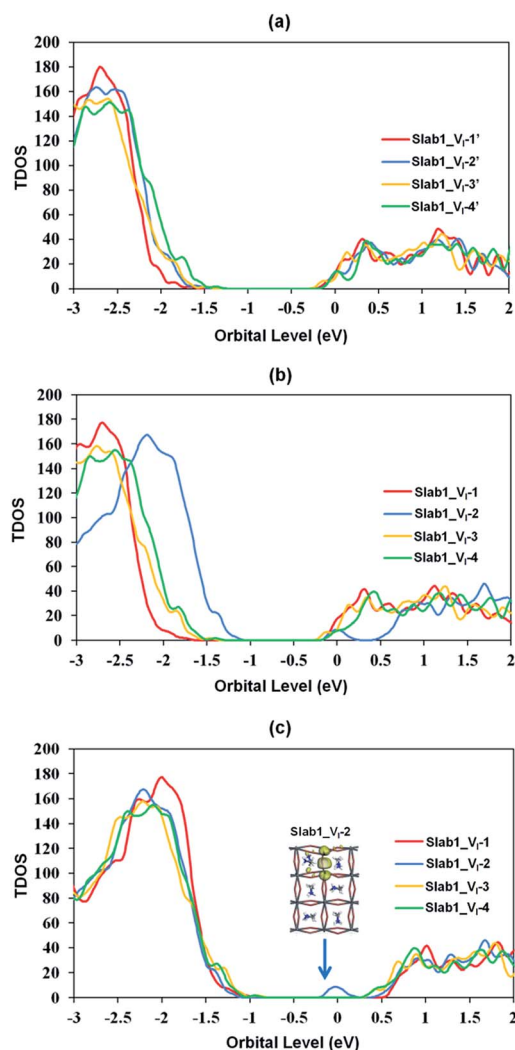 (a)
200
180
160
140
120
100
80
60
40
20
0
TDOS
Slab1_VI-1’
Slab1_VI-2’
Slab1_VI-3’
Slab1_VI-4’
-3 -2.5 -2 -1.5 -1 -0.5 0 0.5 1 1.5 2
Orbital Level (eV)
(b)
200
180
160
140
120
100
80
60
40
20
0
TDOS
Slab1_VI-1
Slab1_VI-2
Slab1_VI-3
Slab1_VI-4
-3 -2.5 -2 -1.5 -1 -0.5 0 0.5 1 1.5 2
Orbital Level (eV)
(c)
200
180
160
140
120
100
80
60
40
20
0
TDOS
Slab1_VI-2
Slab1_VI-1
Slab1_VI-2
Slab1_VI-3
Slab1_VI-4
-3 -2.5 -2 -1.5 -1 -0.5 0 0.5 1 1.5 2
Orbital Level (eV)